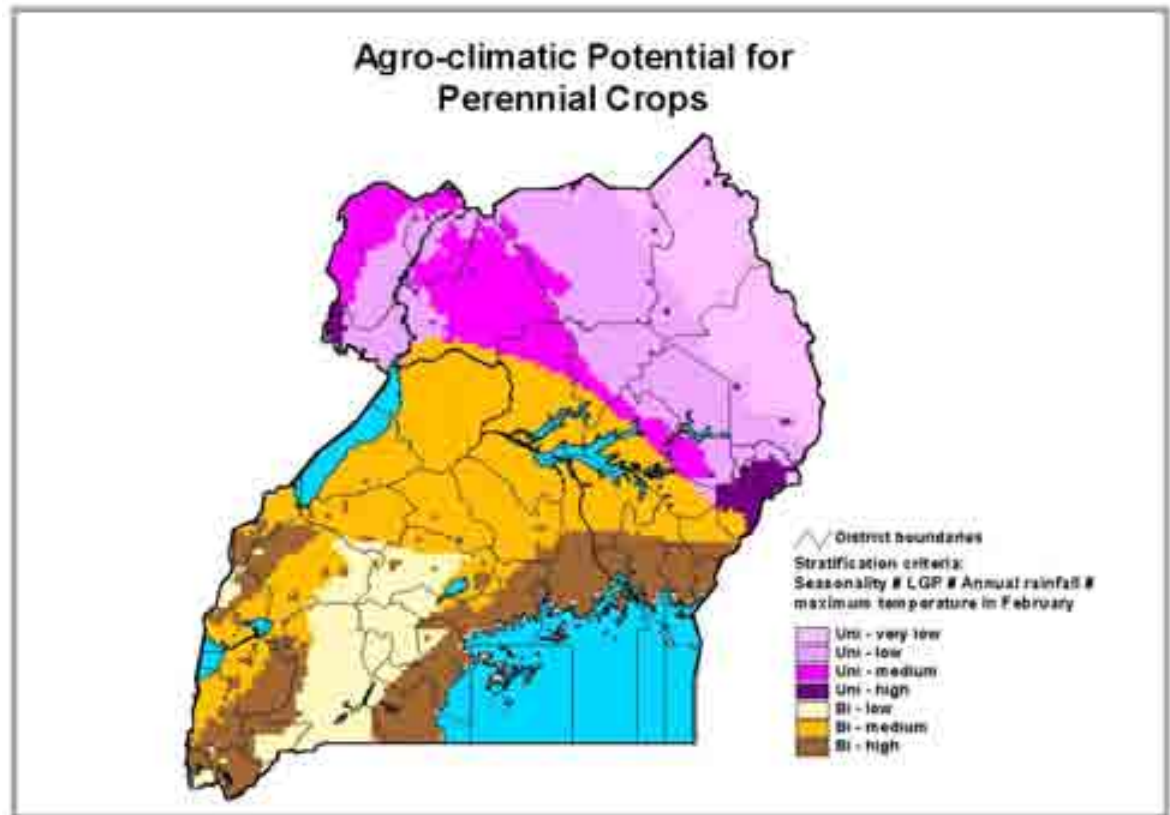 Agro-climatic Potential for
Perennial Crops
District boundaries
Stratification criteria:
Seasonality # LGP # Annual rainfall #
maximum temperature in February
Uni - very low
Uni - low
Uni - medium
Uni - high
Bi - low
Bi - medium
Bi - high